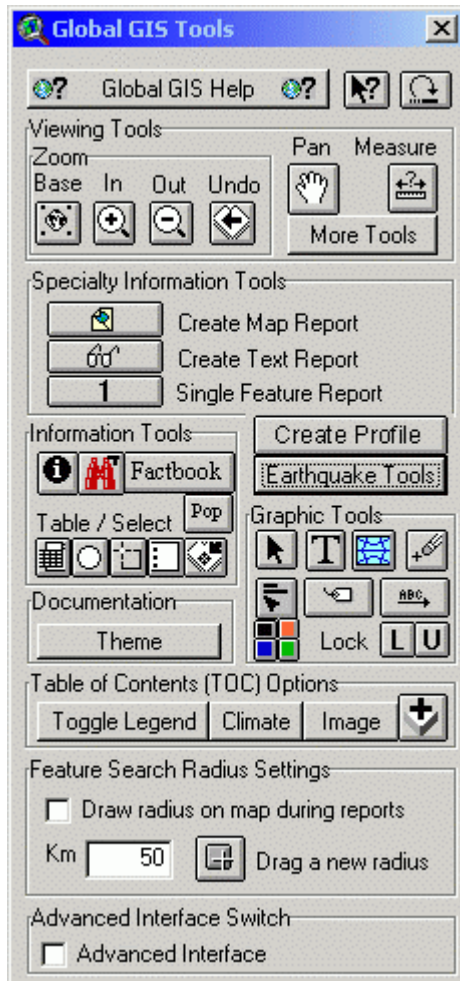 Global GIS Tools
? Global GIS Help ? ?
Viewing Tools
Zoom Pan Measure
Base In Out Undo
?
More Tools
Specialty Information Tools
Create Map Report
Create Text Report
1 Single Feature Report
Information Tools Create Profile
Factbook Earthquake Tools
Pop
Table / Select Graphic Tools
T
Documentation ABC
Theme Lock L U
Table of Contents (TOC) Options
Toggle Legend Climate Image
Feature Search Radius Settings
Draw radius on map during reports
Km 50 Drag a new radius
Advanced Interface Switch
Advanced Interface